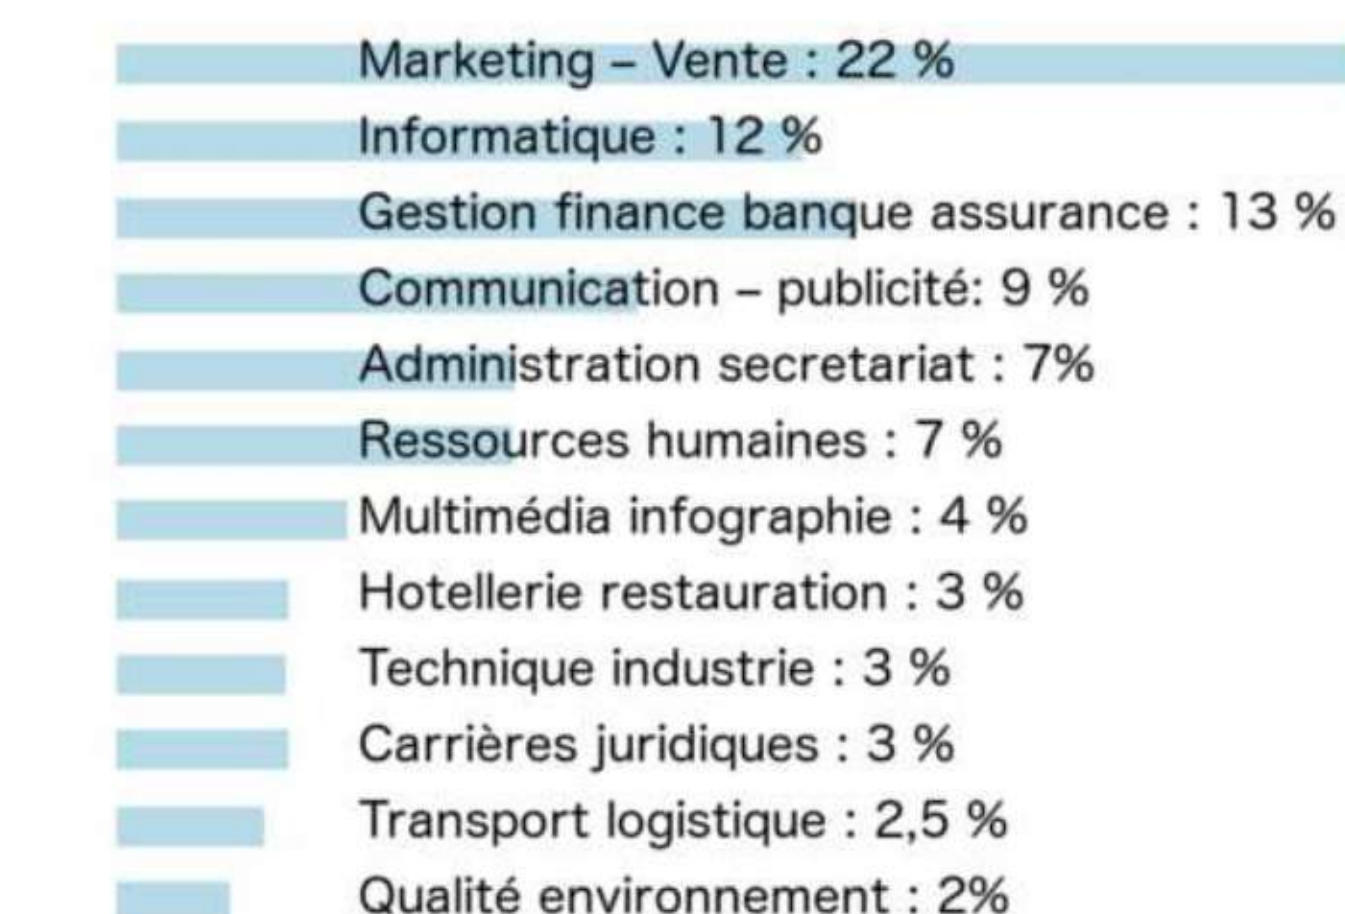 Marketing – Vente : 22 %
Informatique : 12 %
Gestion finance banque assurance : 13 %
Communication – publicité: 9 %
Administration secretariat : 7%
Ressources humaines : 7 %
Multimédia infographie : 4 %
Hotellerie restauration : 3 %
Technique industrie : 3 %
Carrières juridiques : 3 %
Transport logistique : 2,5 %
Qualité environnement : 2%